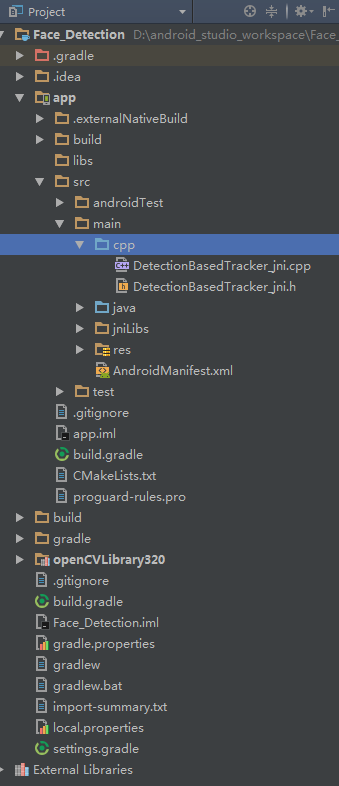 Project
Face_Detection D:\android_studio_workspace\Face_
.gradle
.idea
app
.externalNativeBuild
build
libs
src
androidTest
main
cpp
DetectionBasedTracker_jni.cpp
DetectionBasedTracker_jni.h
java
jniLibs
res
AndroidManifest.xml
test
.gitignore
app.iml
build.gradle
CMakeLists.txt
proguard-rules.pro
build
gradle
openCVLibrary320
.gitignore
build.gradle
Face_Detection.iml
gradle.properties
gradlew
gradlew.bat
import-summary.txt
local.properties
settings.gradle
External Libraries